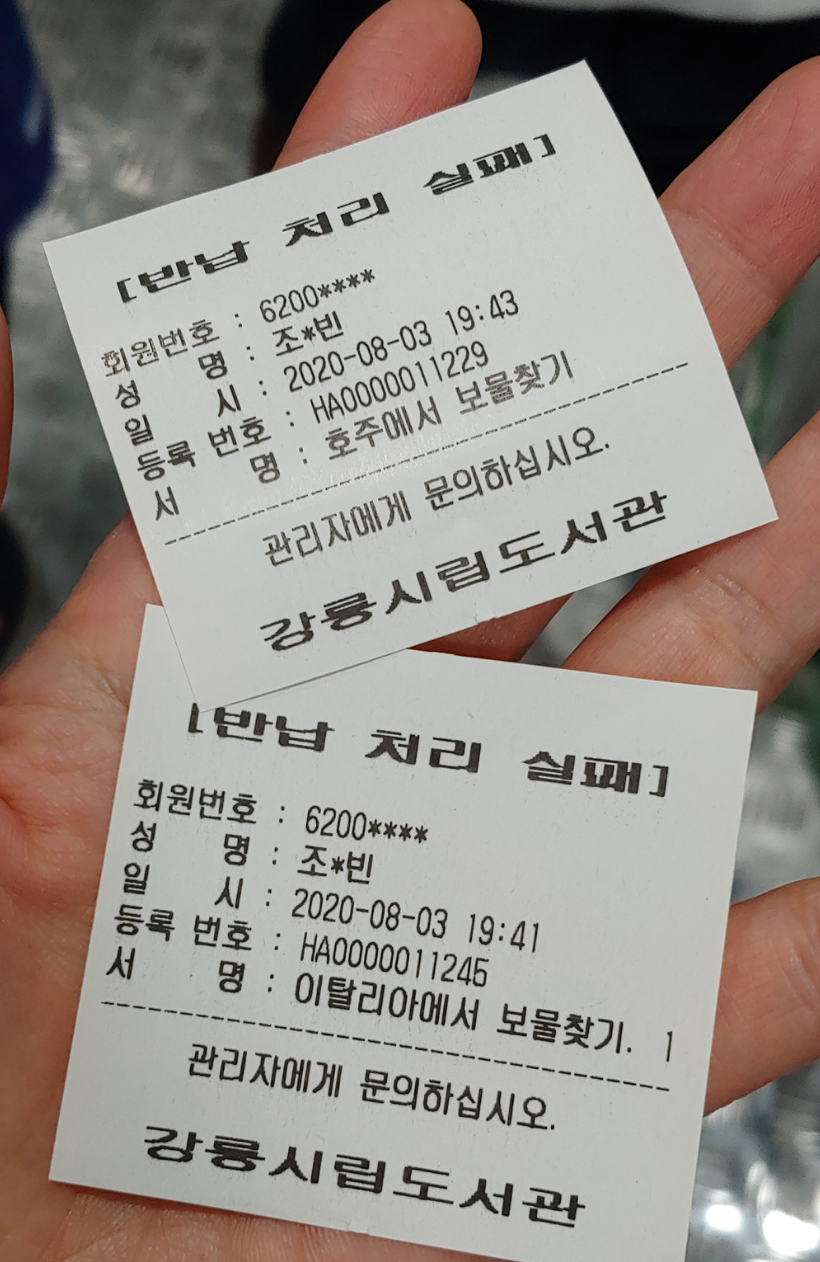 [반납 처리 실패]
회원번호 : 6200****
성 명 : 조*빈
일 시 : 2020-08-03 19:43
등록 번호 : HA0000011229
서 명 : 호주에서 보물찾기
관리자에게 문의하십시오.
강릉시립도서관
[반납 처리 실패]
회원번호 : 6200****
성 명 : 조*빈
일 시 : 2020-08-03 19:41
등록 번호 : HA0000011245
서 명 : 이탈리아에서 보물찾기. 1
관리자에게 문의하십시오.
강릉시립도서관